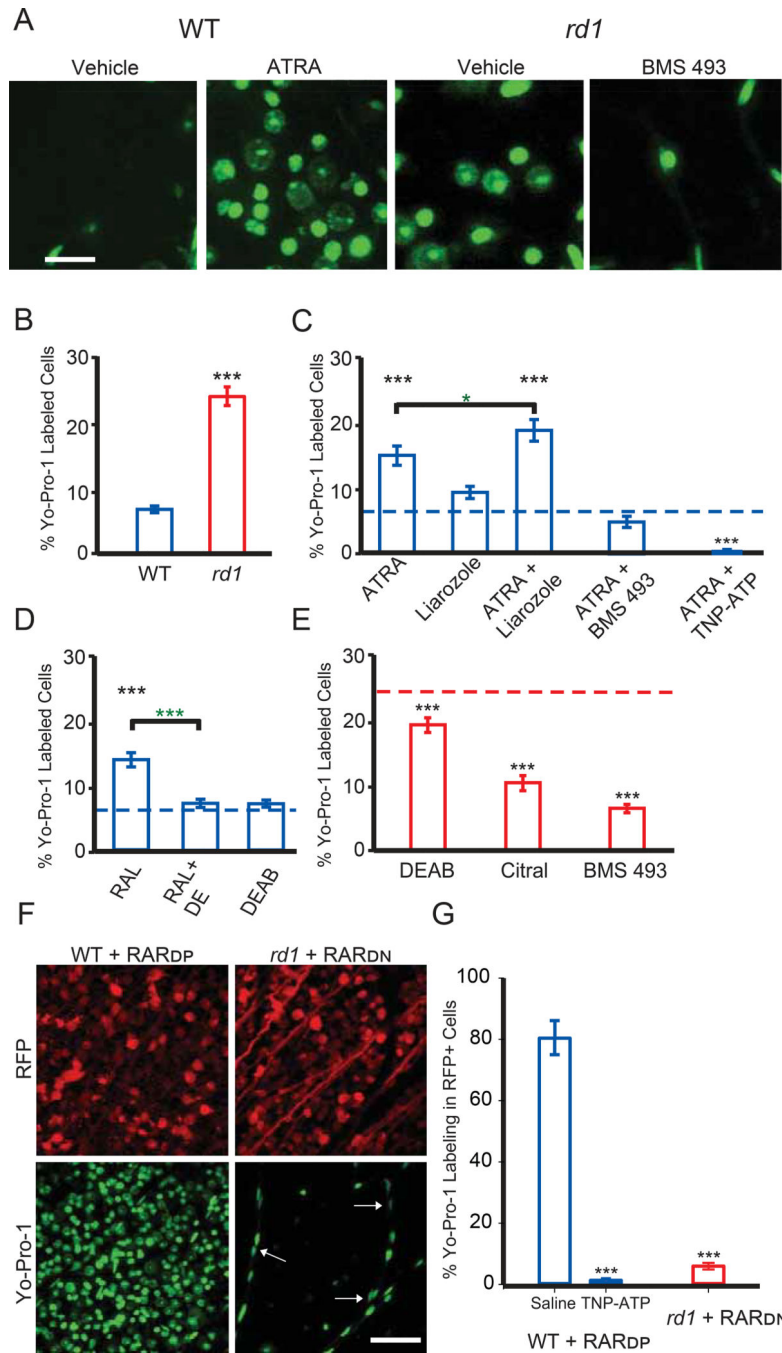 A
WT
rd1
Vehicle
ATRA
Vehicle
BMS 493
B
% Yo-Pro-1 Labeled Cells
30
20
10
0
***
WT
rd1
C
% Yo-Pro-1 Labeled Cells
30
20
10
0
***
*
***
***
ATRA
Liarozole
ATRA +
Liarozole
ATRA +
BMS 493
ATRA +
TNP-ATP
D
% Yo-Pro-1 Labeled Cells
30
20
10
0
***
***
RAL
RAL+
DE
DEAB
E
% Yo-Pro-1 Labeled Cells
30
20
10
0
***
***
***
DEAB
Citral
BMS 493
F
WT + RARDP
rd1 + RARDN
RFP
Yo-Pro-1
G
% Yo-Pro-1 Labeling in RFP+ Cells
100
80
60
40
20
0
***
***
Saline
TNP-ATP
WT + RARDP
rd1 + RARDN